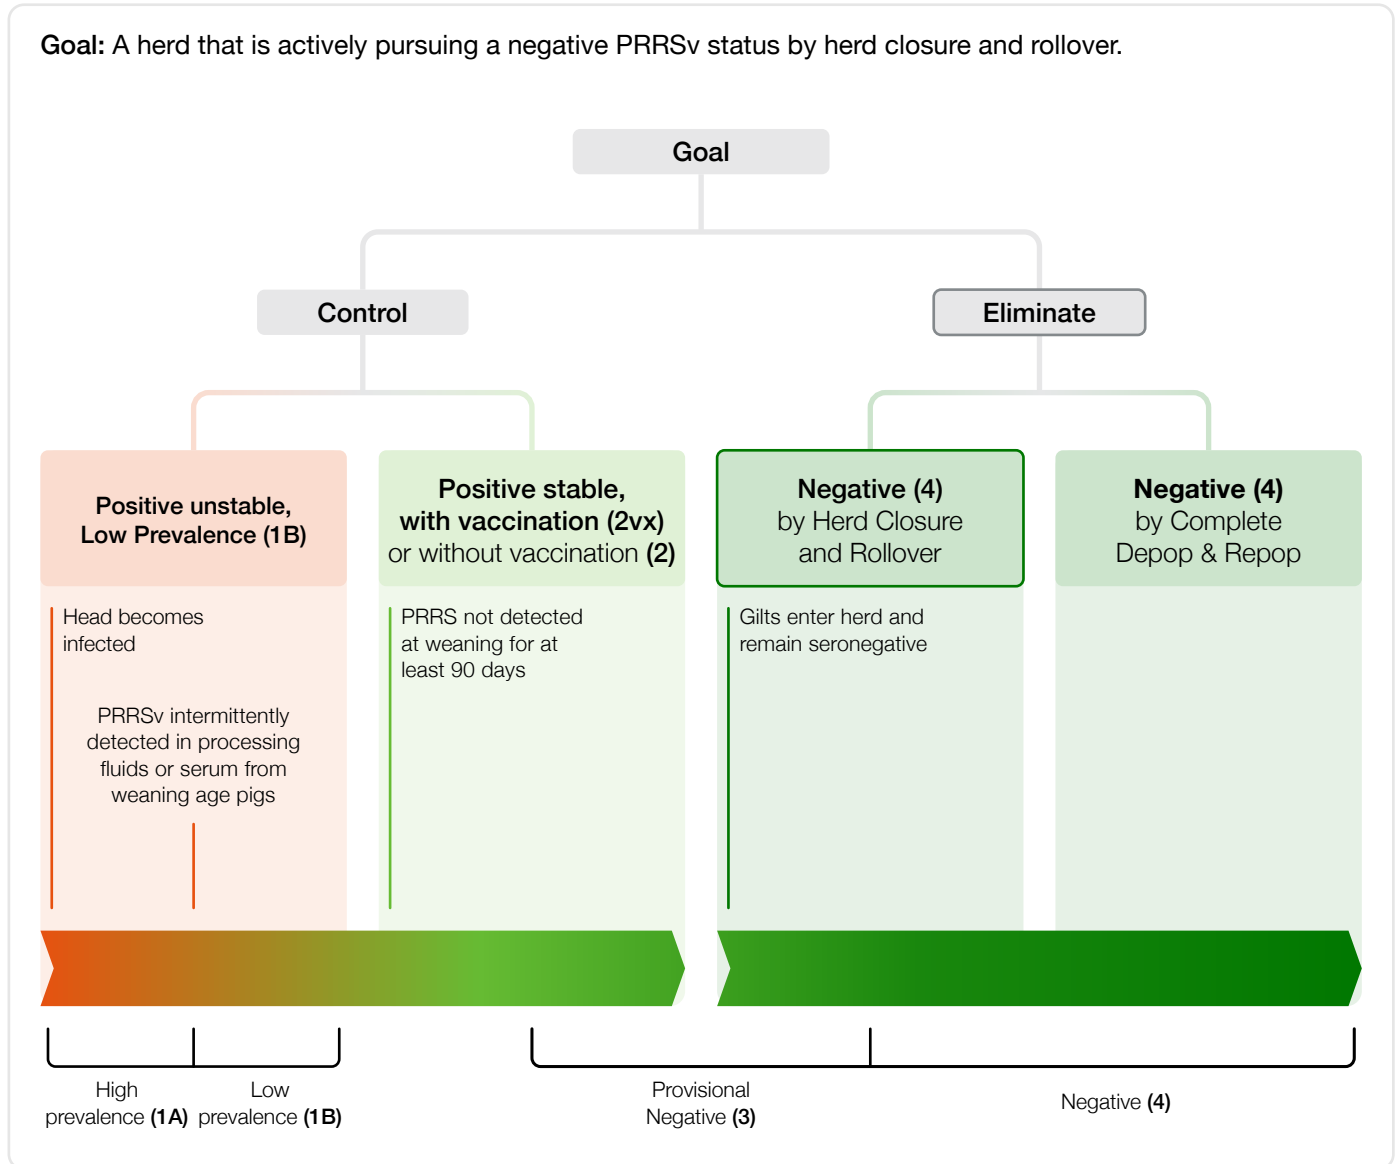 Goal: A herd that is actively pursuing a negative PRRSv status by herd closure and rollover.
Goal
Control
Eliminate
Positive unstable,
Low Prevalence (1B)
Positive stable,
with vaccination (2vx)
or without vaccination (2)
Negative (4)
by Herd Closure
and Rollover
Negative (4)
by Complete
Depop & Repop
Head becomes
infected
PRRSv intermittently
detected in processing
fluids or serum from
weaning age pigs
PRRS not detected
at weaning for at
least 90 days
Gilts enter herd and
remain seronegative
High
prevalence (1A)
Low
prevalence (1B)
Provisional
Negative (3)
Negative (4)